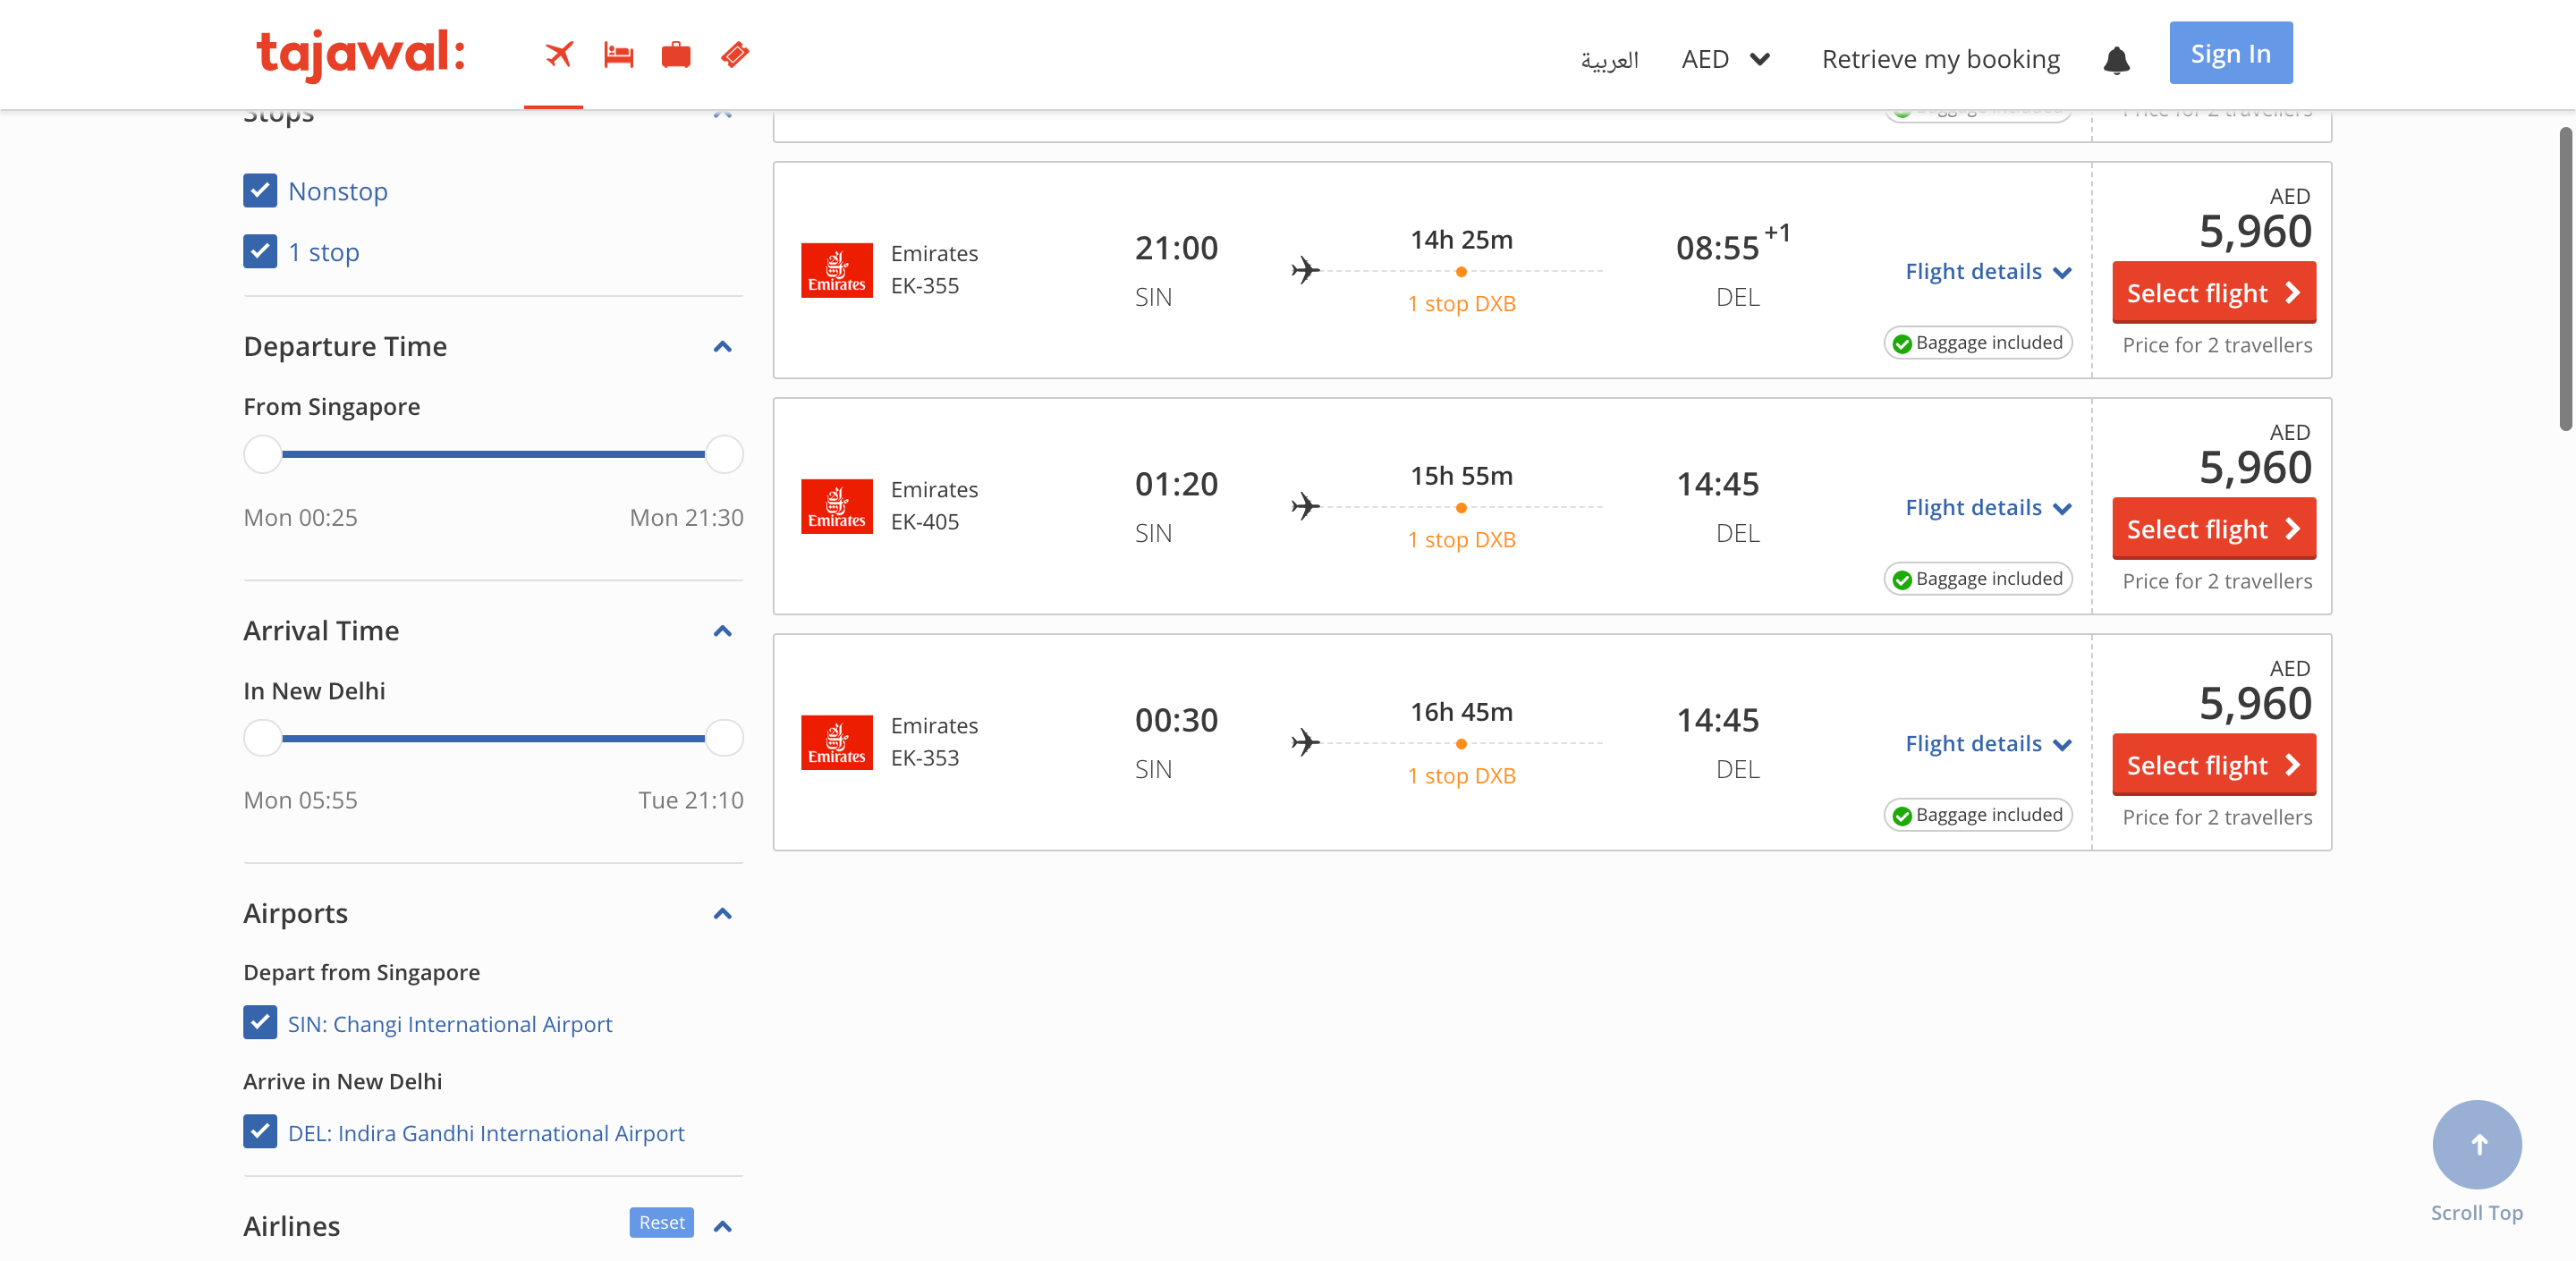 tajawal:
العربية
AED
Retrieve my booking
Sign In
Stops
Nonstop
1 stop
Departure Time
From Singapore
Mon 00:25
Mon 21:30
Arrival Time
In New Delhi
Mon 05:55
Tue 21:10
Airports
Depart from Singapore
SIN: Changi International Airport
Arrive in New Delhi
DEL: Indira Gandhi International Airport
Airlines
Reset
Baggage included
Price for 2 travellers
Emirates
Emirates
EK-355
21:00
SIN
14h 25m
1 stop DXB
08:55 +1
DEL
Flight details
Baggage included
AED
5,960
Select flight
Price for 2 travellers
Emirates
Emirates
EK-405
01:20
SIN
15h 55m
1 stop DXB
14:45
DEL
Flight details
Baggage included
AED
5,960
Select flight
Price for 2 travellers
Emirates
Emirates
EK-353
00:30
SIN
16h 45m
1 stop DXB
14:45
DEL
Flight details
Baggage included
AED
5,960
Select flight
Price for 2 travellers
Scroll Top